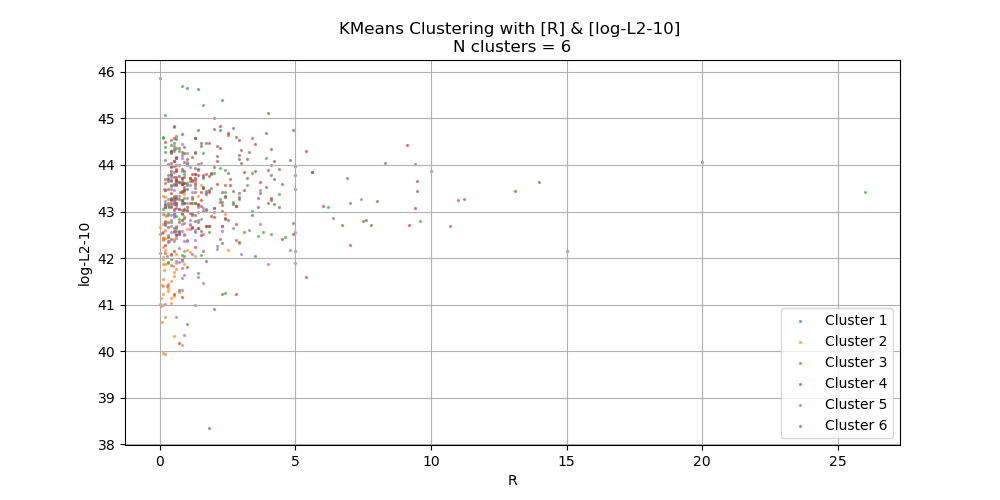 KMeans Clustering with [R] & [log-L2-10]
N clusters = 6
log-L2-10
46
45
44
43
42
41
40
39
38
0 5 10 15 20 25
R
Cluster 1
Cluster 2
Cluster 3
Cluster 4
Cluster 5
Cluster 6